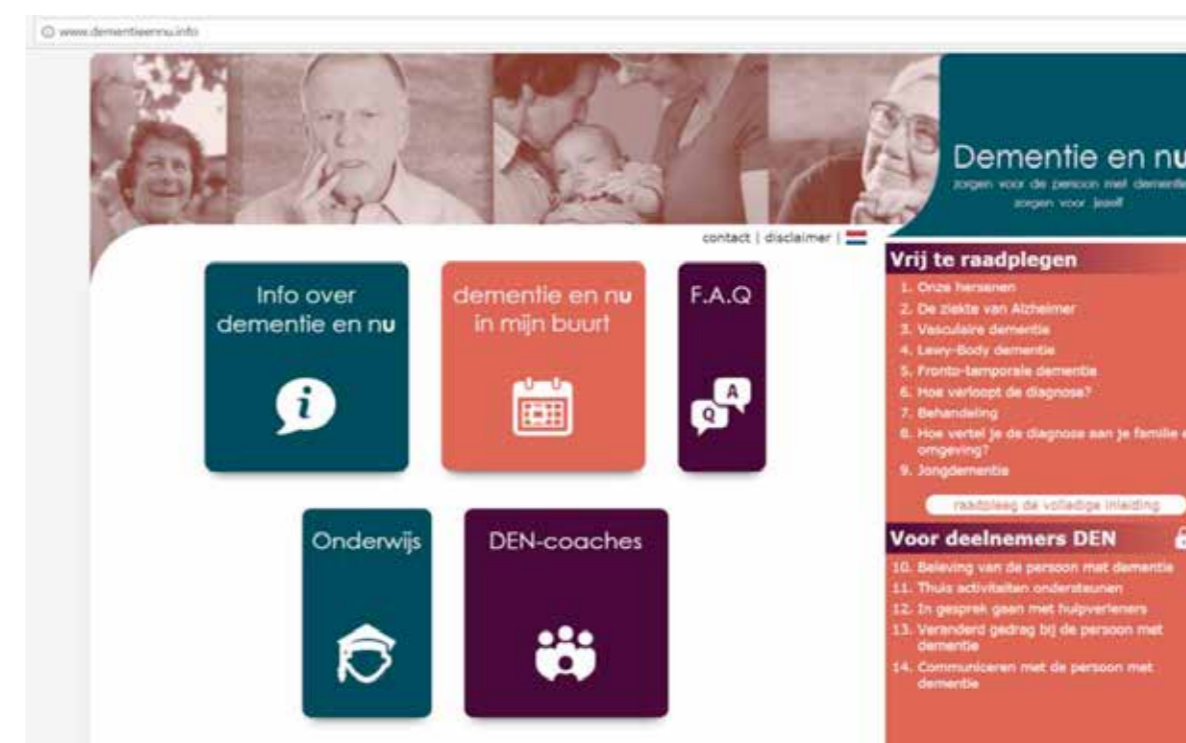 www.dementieennu.info
Dementie en nu
zorgen voor de persoon met dementie
zorgen voor jezelf
contact | disclaimer |
Info over
dementie en nu
dementie en nu
in mijn buurt
F.A.Q
i
A
Q
Onderwijs
DEN-coaches
Vrij te raadplegen
1. Onze hersenen
2. De ziekte van Alzheimer
3. Vasculaire dementie
4. Lewy-Body dementie
5. Fronto-temporale dementie
6. Hoe verloopt de diagnose?
7. Behandeling
8. Hoe vertel je de diagnose aan je familie
omgeving?
9. Jongdementie
raadpleeg de volledige inleiding
Voor deelnemers DEN
10. Beleving van de persoon met dementie
11. Thuis activiteiten ondersteunen
12. In gesprek gaan met hulpverleners
13. Veranderd gedrag bij de persoon met
dementie
14. Communiceren met de persoon met
dementie